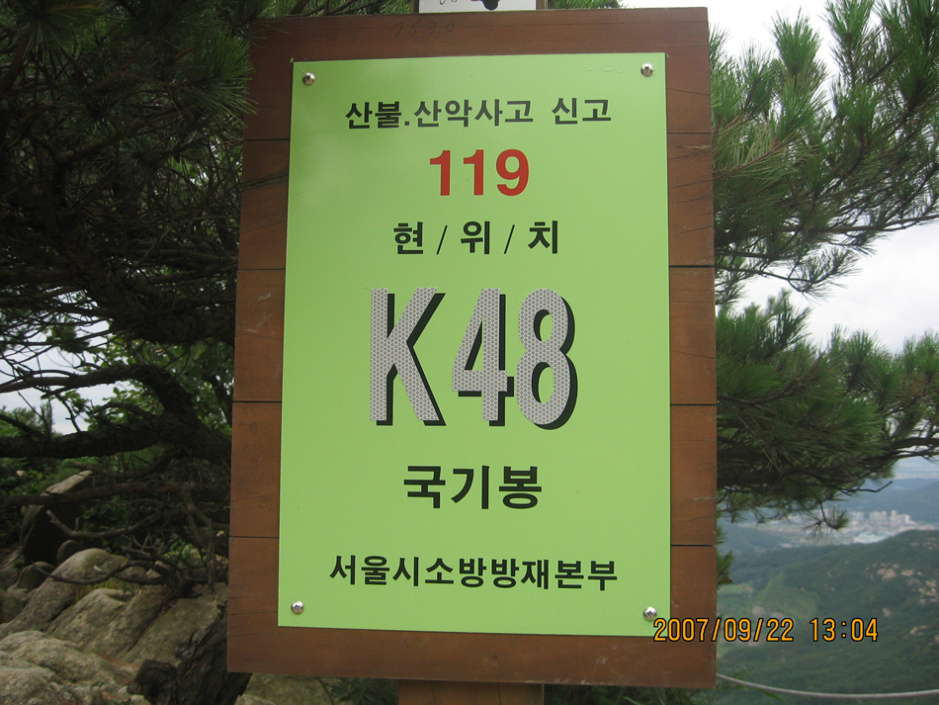 산불.산악사고 신고
119
현/위/치
K48
국기봉
서울시소방방재본부
2007/09/22 13:04